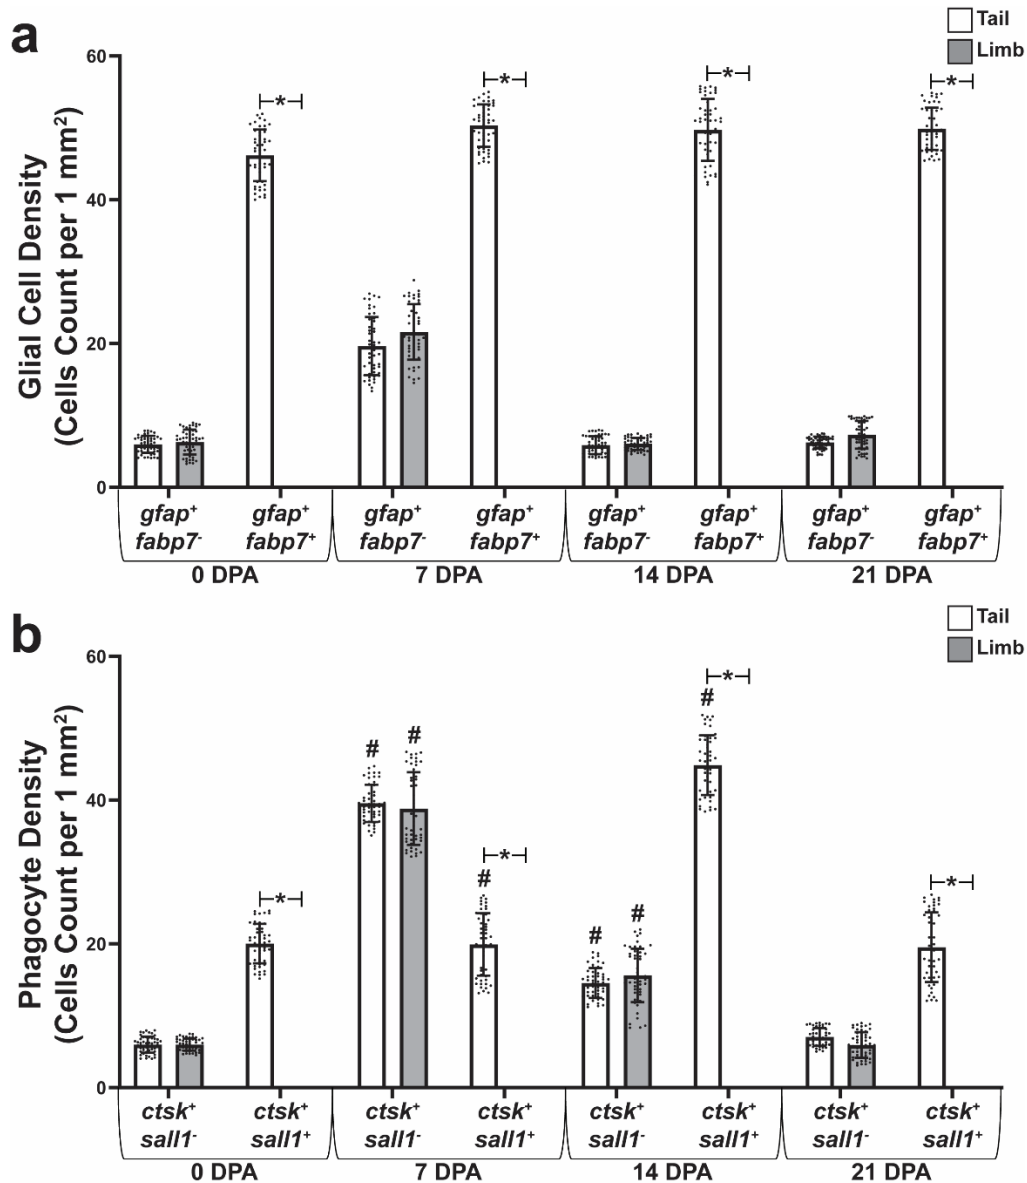 a
Tail
Limb
Glial Cell Density
(Cells Count per 1 mm²)
60
40
20
0
* * * *
gfap⁺ gfap⁺ gfap⁺ gfap⁺ gfap⁺ gfap⁺ gfap⁺ gfap⁺
fabp7⁻ fabp7⁺ fabp7⁻ fabp7⁺ fabp7⁻ fabp7⁺ fabp7⁻ fabp7⁺
0 DPA 7 DPA 14 DPA 21 DPA
b
Tail
Limb
Phagocyte Density
(Cells Count per 1 mm²)
60
40
20
0
*
#
# #
* *
* #
# #
ctsk⁺ ctsk⁺ ctsk⁺ ctsk⁺ ctsk⁺ ctsk⁺ ctsk⁺ ctsk⁺
sall1⁻ sall1⁺ sall1⁻ sall1⁺ sall1⁻ sall1⁺ sall1⁻ sall1⁺
0 DPA 7 DPA 14 DPA 21 DPA